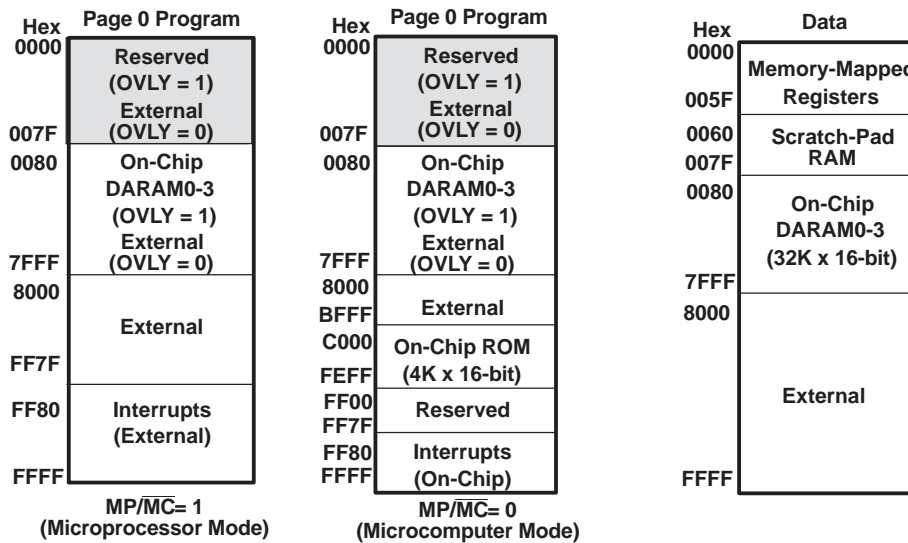 Page 0 Program
Hex
0000
Reserved
(OVLY = 1)
External
(OVLY = 0)
007F
0080
On-Chip
DARAM0-3
(OVLY = 1)
External
(OVLY = 0)
7FFF
8000
External
FF7F
FF80
Interrupts
(External)
FFFF
MP/MC= 1
(Microprocessor Mode)
Page 0 Program
Hex
0000
Reserved
(OVLY = 1)
External
(OVLY = 0)
007F
0080
On-Chip
DARAM0-3
(OVLY = 1)
External
(OVLY = 0)
7FFF
8000
External
BFFF
C000
On-Chip ROM
(4K x 16-bit)
FEFF
FF00
Reserved
FF7F
FF80
Interrupts
(On-Chip)
FFFF
MP/MC= 0
(Microcomputer Mode)
Data
Hex
0000
Memory-Mapped
Registers
005F
0060
Scratch-Pad
RAM
007F
0080
On-Chip
DARAM0-3
(32K x 16-bit)
7FFF
8000
External
FFFF